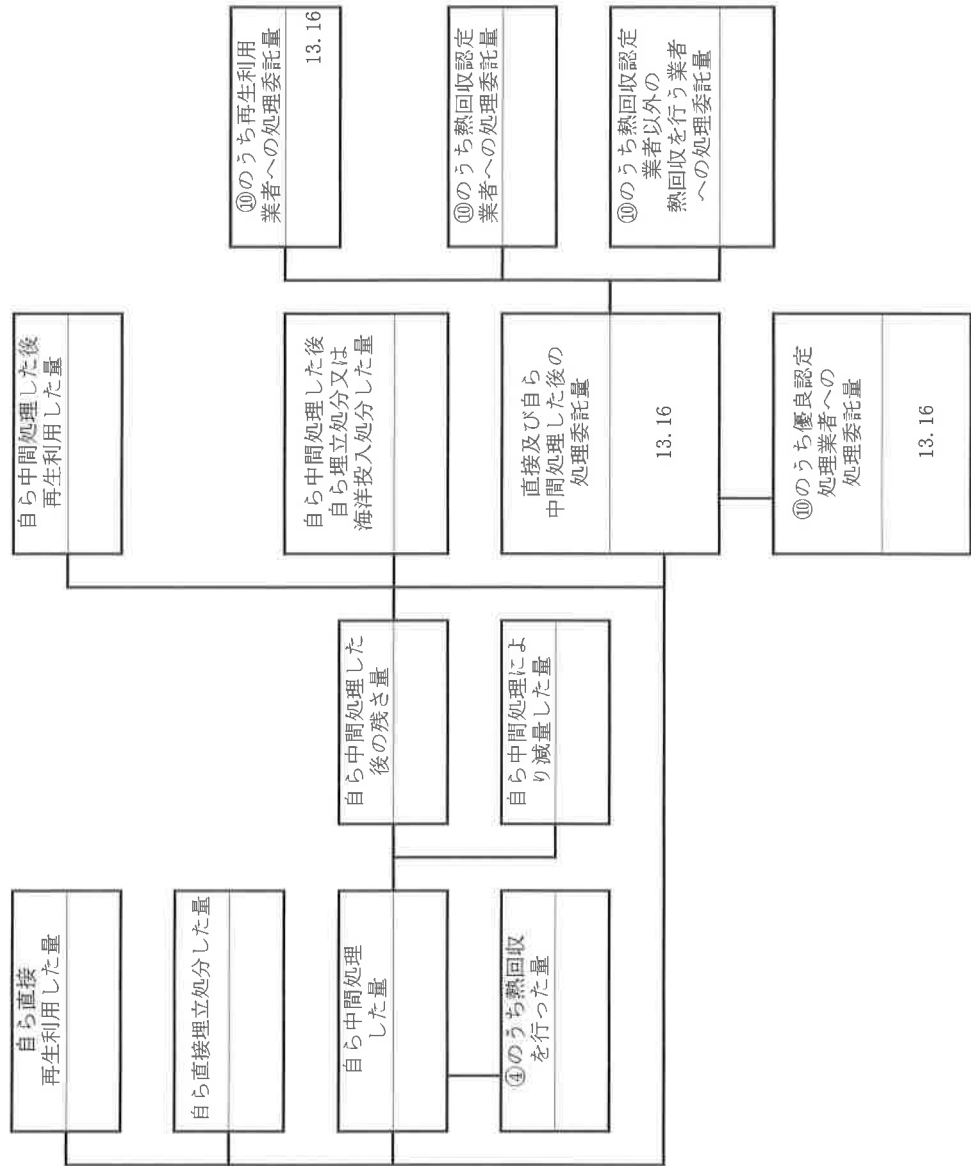 自ら直接
再生利用した量
自ら直接埋立処分した量
自ら中間処理
した量
④のうち熱回収
を行った量
自ら中間処理した
後の残さ量
自ら中間処理によ
り減量した量
自ら中間処理した後
再生利用した量
自ら中間処理した後
自ら埋立処分又は
海洋投入処分した量
直接及び自ら
中間処理した後の
処理委託量
13.16
⑩のうち優良認定
処理業者への
処理委託量
13.16
⑩のうち再生利用
業者への処理委託量
13.16
⑩のうち熱回収認定
業者への処理委託量
⑩のうち熱回収認定
業者以外の
熱回収を行う業者
への処理委託量